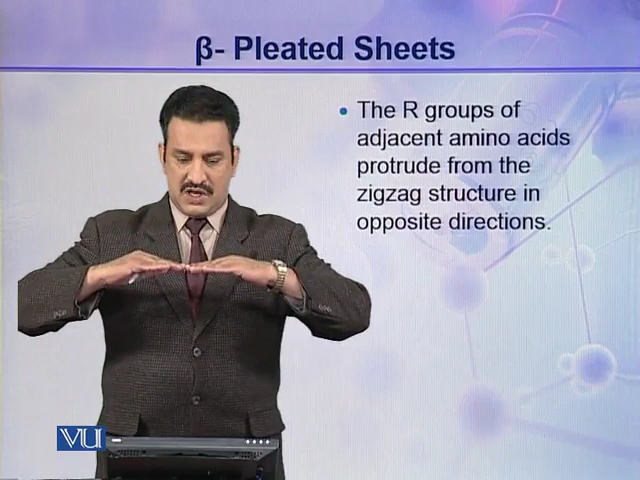 β- Pleated Sheets
• The R groups of
adjacent amino acids
protrude from the
zigzag structure in
opposite directions.
VU